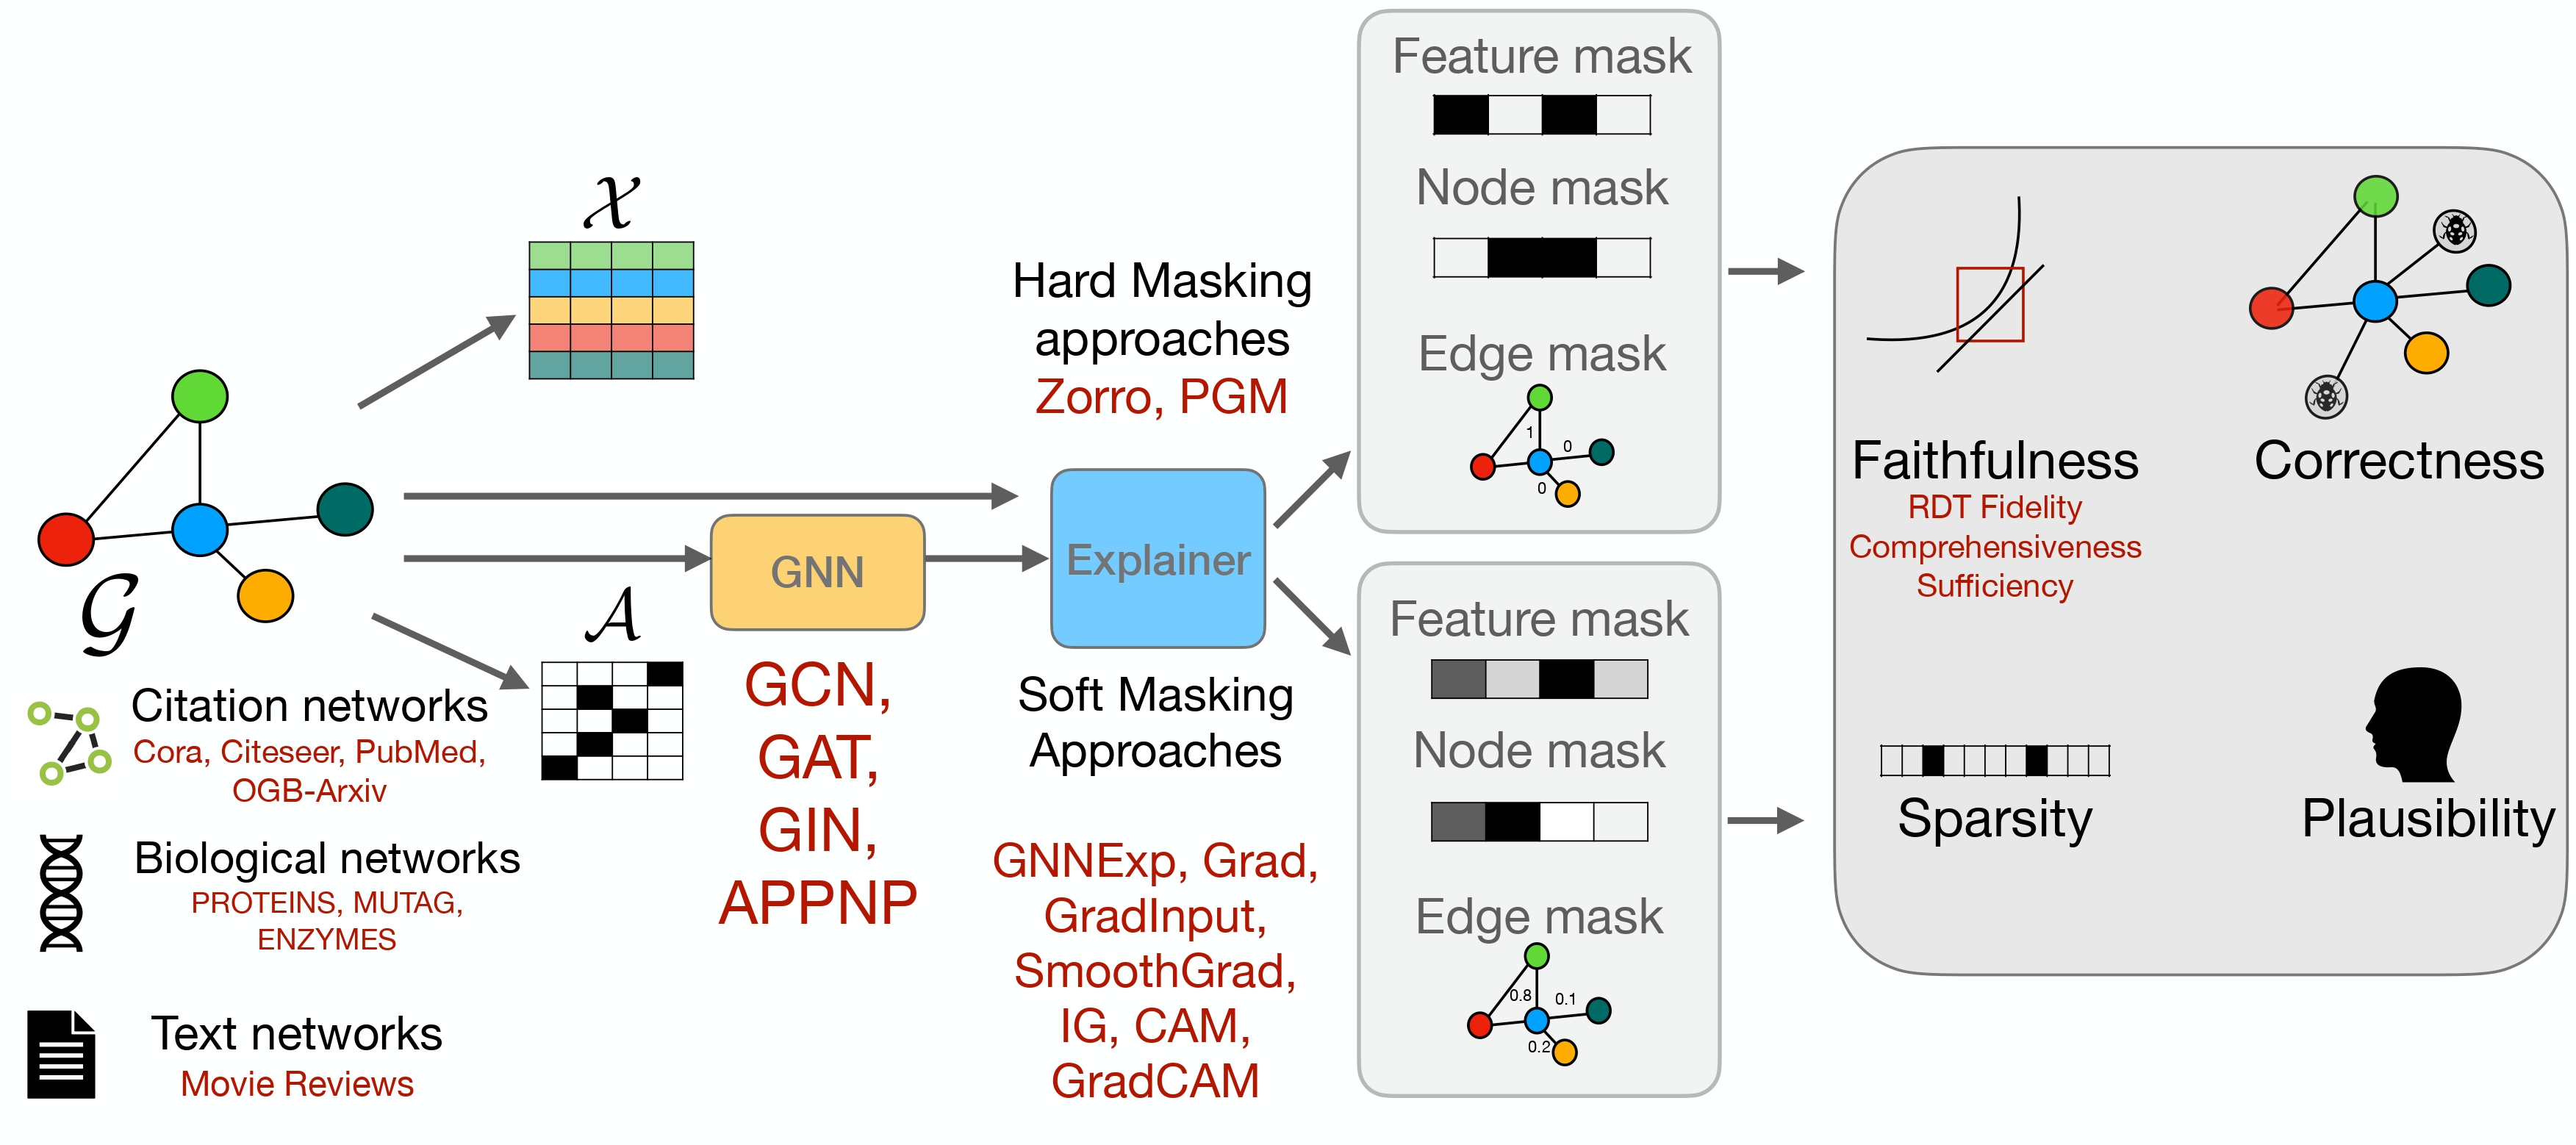 𝒢
Citation networks
Cora, Citeseer, PubMed,
OGB-Arxiv
Biological networks
PROTEINS, MUTAG,
ENZYMES
Text networks
Movie Reviews
𝒳
𝒜
GNN
GCN,
GAT,
GIN,
APPNP
Hard Masking
approaches
Zorro, PGM
Explainer
Soft Masking
Approaches
GNNExp, Grad,
GradInput,
SmoothGrad,
IG, CAM,
GradCAM
Feature mask
Node mask
Edge mask
1
0
0
Feature mask
Node mask
Edge mask
0.8
0.1
0.2
Faithfulness
RDT Fidelity
Comprehensiveness
Sufficiency
Correctness
Sparsity
Plausibility